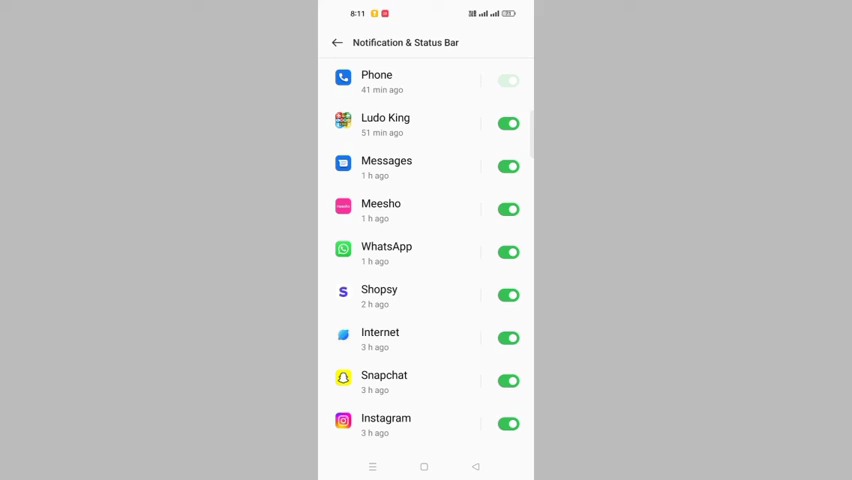 8:11
Notification & Status Bar
Phone
41 min ago
Ludo King
51 min ago
Messages
1 h ago
Meesho
1 h ago
WhatsApp
1 h ago
Shopsy
2 h ago
Internet
3 h ago
Snapchat
3 h ago
Instagram
3 h ago